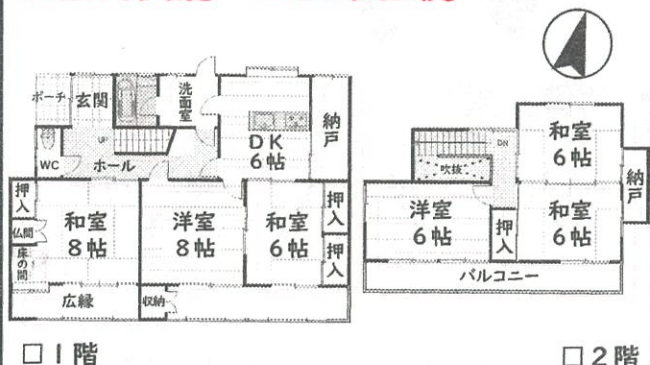 ポーチ
玄関
洗面室
DK
6帖
納戸
UP
WC
ホール
押入
仏間
床の間
和室
8帖
洋室
8帖
和室
6帖
押入
押入
広縁
収納
□1階
DN
吹抜
和室
6帖
納戸
洋室
6帖
押入
和室
6帖
バルコニー
□2階